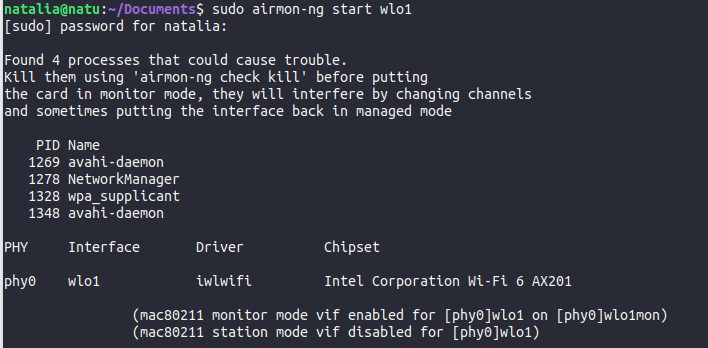 natalia@natu:~/Documents$ sudo airmon-ng start wlo1
[sudo] password for natalia:
Found 4 processes that could cause trouble.
Kill them using 'airmon-ng check kill' before putting
the card in monitor mode, they will interfere by changing channels
and sometimes putting the interface back in managed mode
PID Name
1269 avahi-daemon
1278 NetworkManager
1328 wpa_supplicant
1348 avahi-daemon
PHY Interface Driver Chipset
phy0 wlo1 iwlwifi Intel Corporation Wi-Fi 6 AX201
(mac80211 monitor mode vif enabled for [phy0]wlo1 on [phy0]wlo1mon)
(mac80211 station mode vif disabled for [phy0]wlo1)